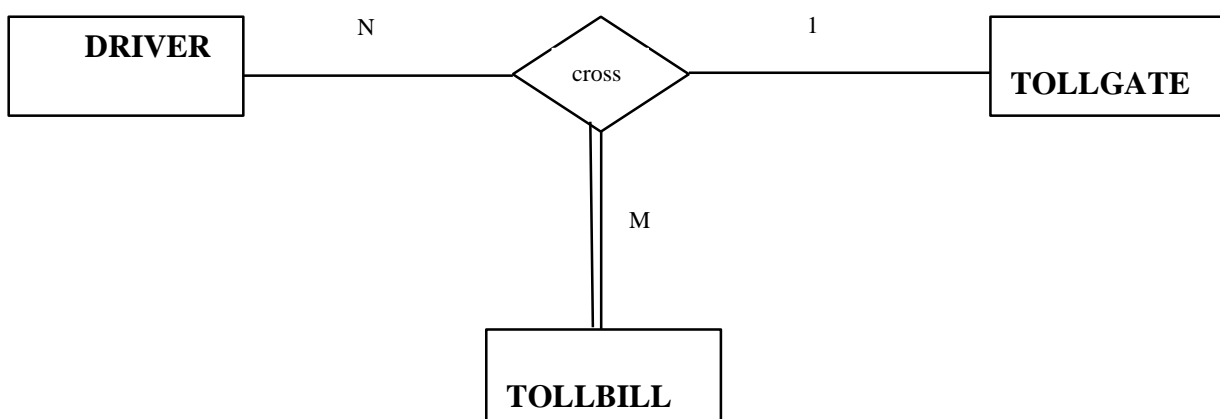 N
1
DRIVER
cross
TOLLGATE
M
TOLLBILL